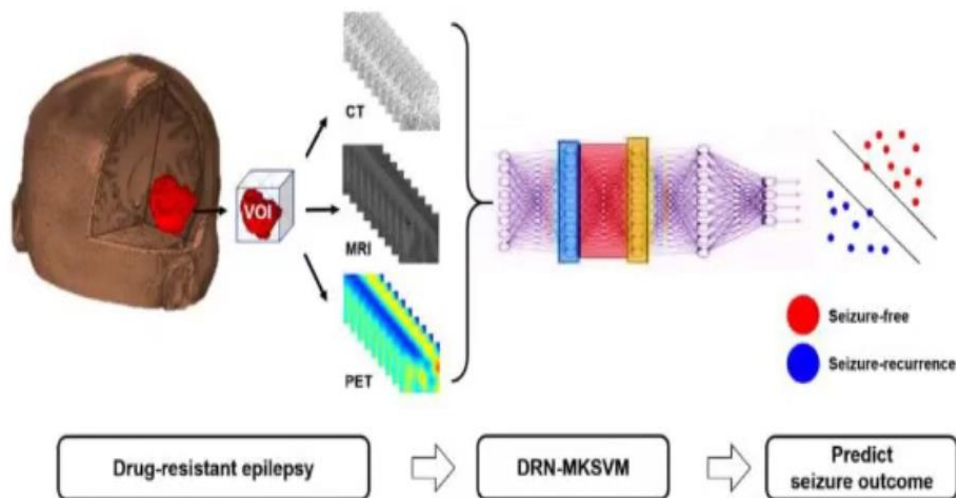 CT
VOI
MRI
PET
Seizure-free
Seizure-recurrence
Drug-resistant epilepsy
DRN-MKSVM
Predict
seizure outcome